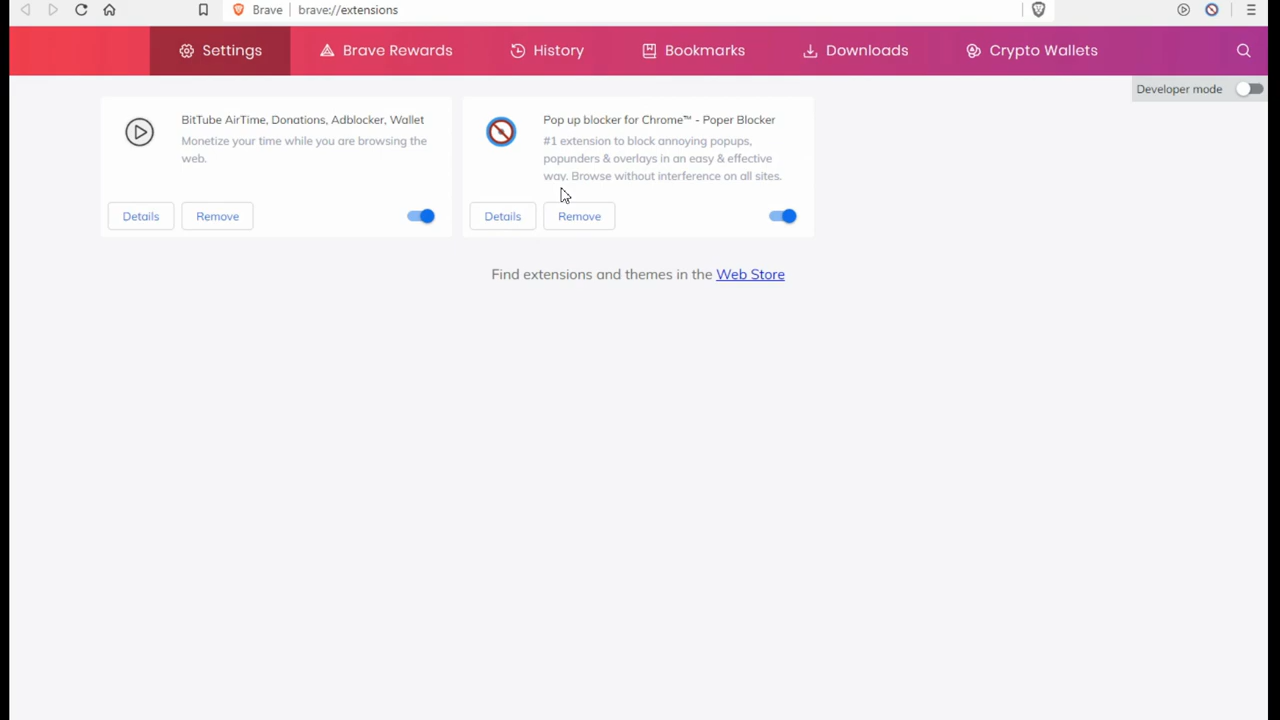 Brave brave://extensions
Settings Brave Rewards History Bookmarks Downloads Crypto Wallets
Developer mode
BitTube AirTime, Donations, Adblocker, Wallet
Monetize your time while you are browsing the
web.
Details Remove
Pop up blocker for Chrome™ - Poper Blocker
#1 extension to block annoying popups,
popunders & overlays in an easy & effective
way. Browse without interference on all sites.
Details Remove
Find extensions and themes in the Web Store